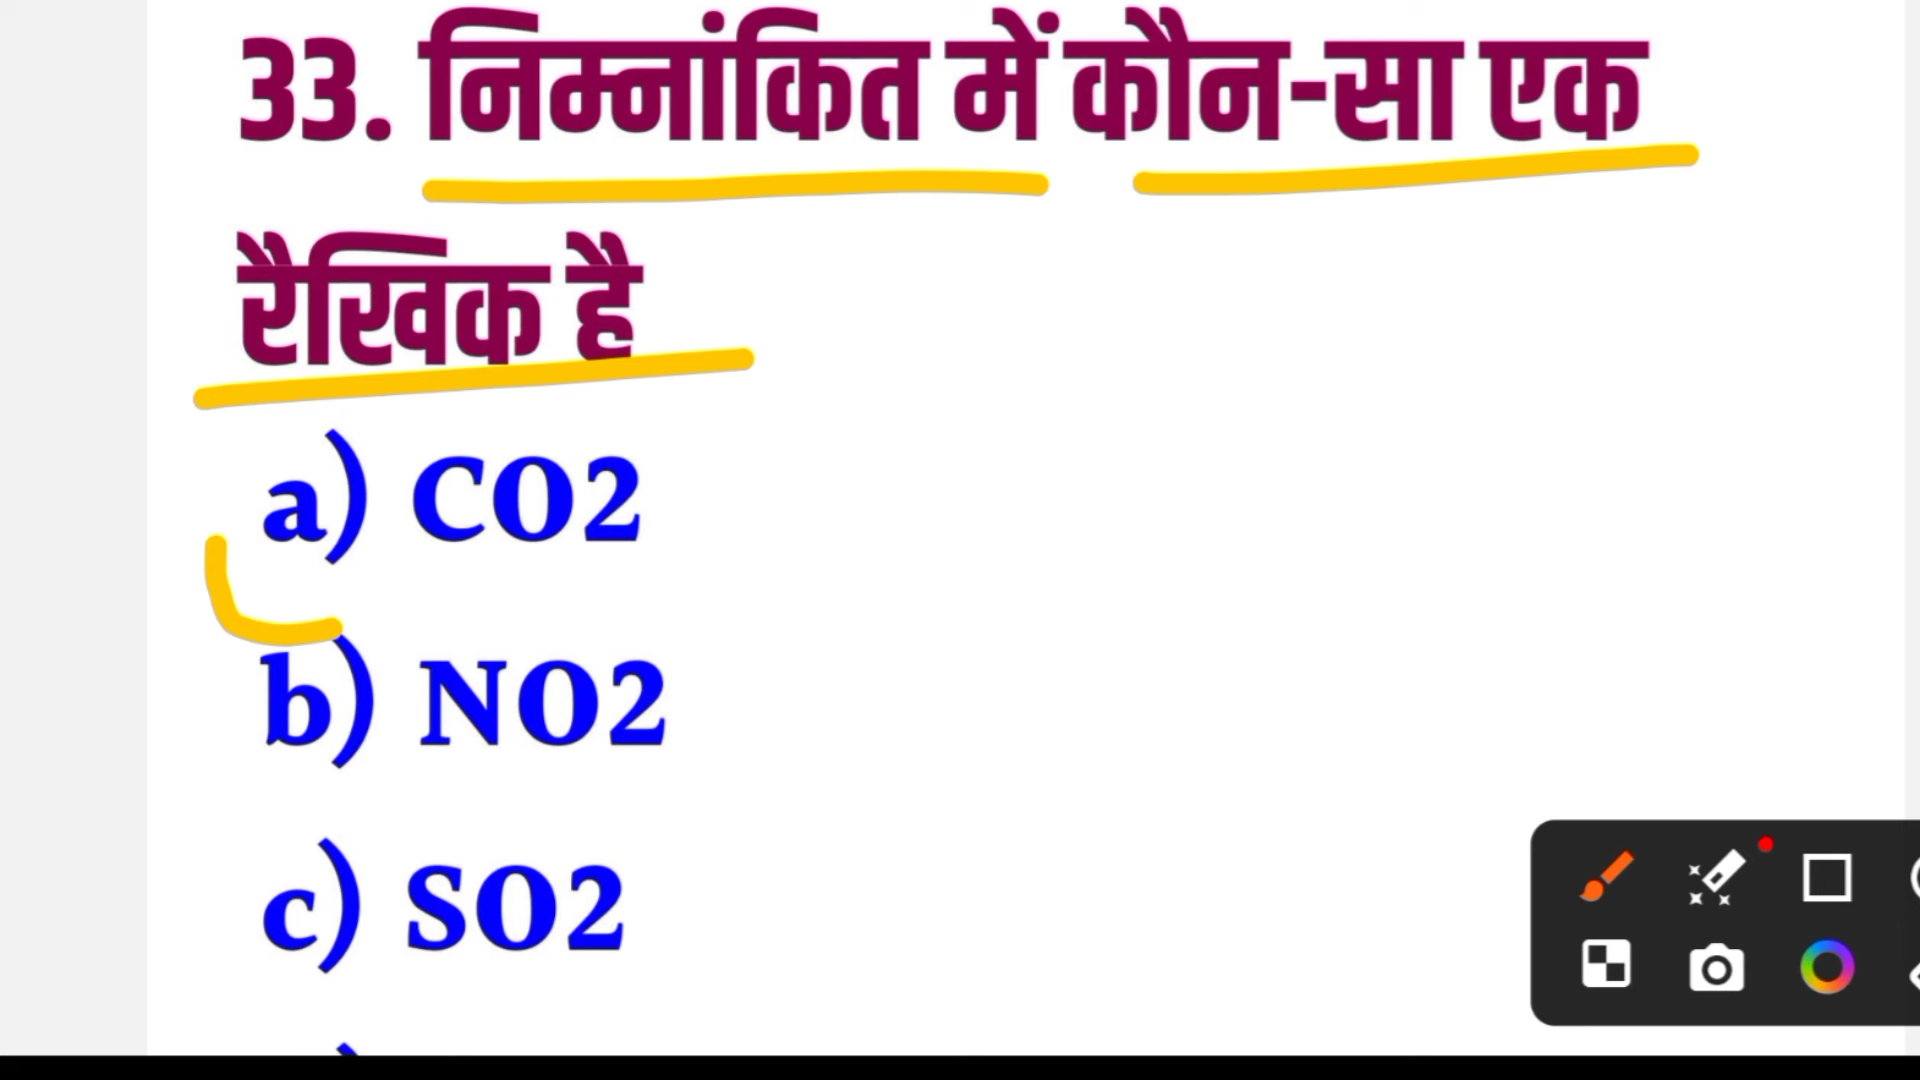 33. निम्नांकित में कौन-सा एक
रैखिक है
a) CO2
b) NO2
c) SO2